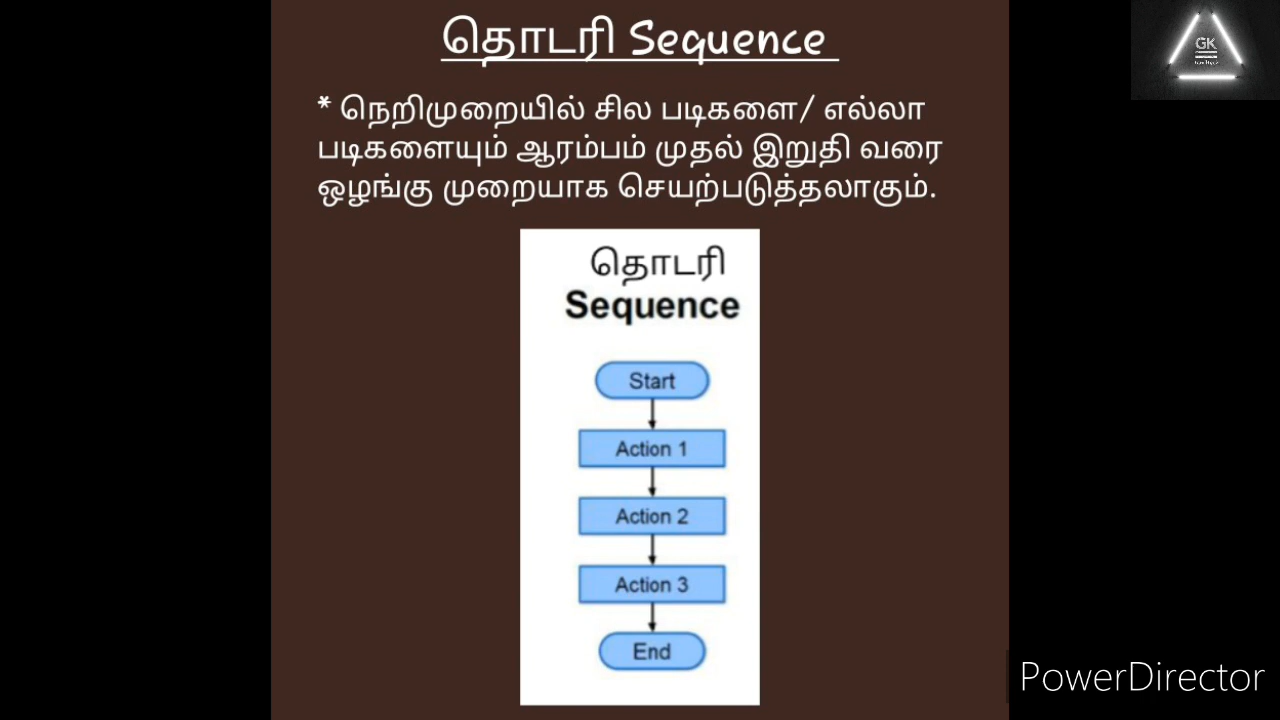 தொடரி Sequence
GK
* நெறிமுறையில் சில படிகளை/ எல்லா
படிகளையும் ஆரம்பம் முதல் இறுதி வரை
ஒழங்கு முறையாக செயற்படுத்தலாகும்.
தொடரி
Sequence
Start
Action 1
Action 2
Action 3
End
PowerDirector